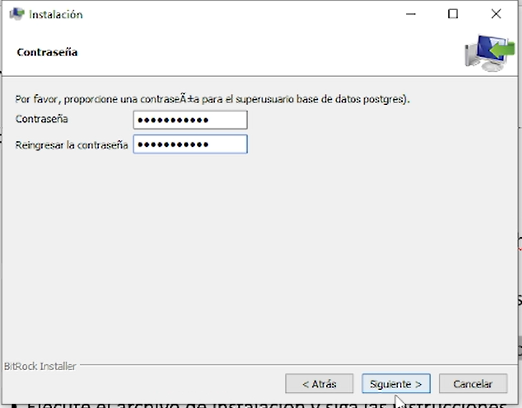 Instalación
Contraseña
Por favor, proporcione una contraseÃ±a para el superusuario base de datos postgres).
Contraseña
Reingresar la contraseña
BitRock Installer
< Atrás
Siguiente >
Cancelar
Ejecute el archivo de instalación y siga las instrucciones